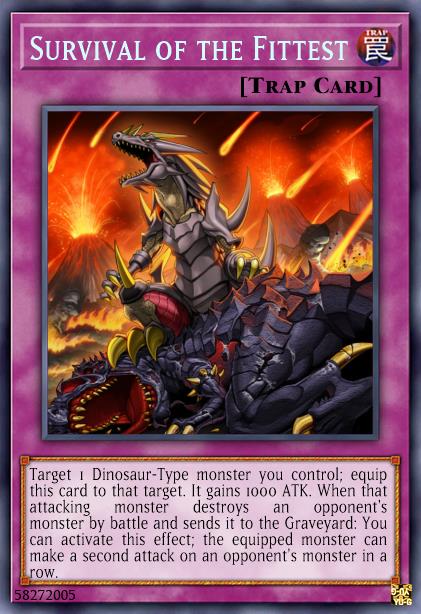 SURVIVAL OF THE FITTEST
TRAP
罠
[TRAP CARD]
Target 1 Dinosaur-Type monster you control; equip
this card to that target. It gains 1000 ATK. When that
attacking monster destroys an opponent's
monster by battle and sends it to the Graveyard: You
can activate this effect; the equipped monster can
make a second attack on an opponent's monster in a
row.
58272005